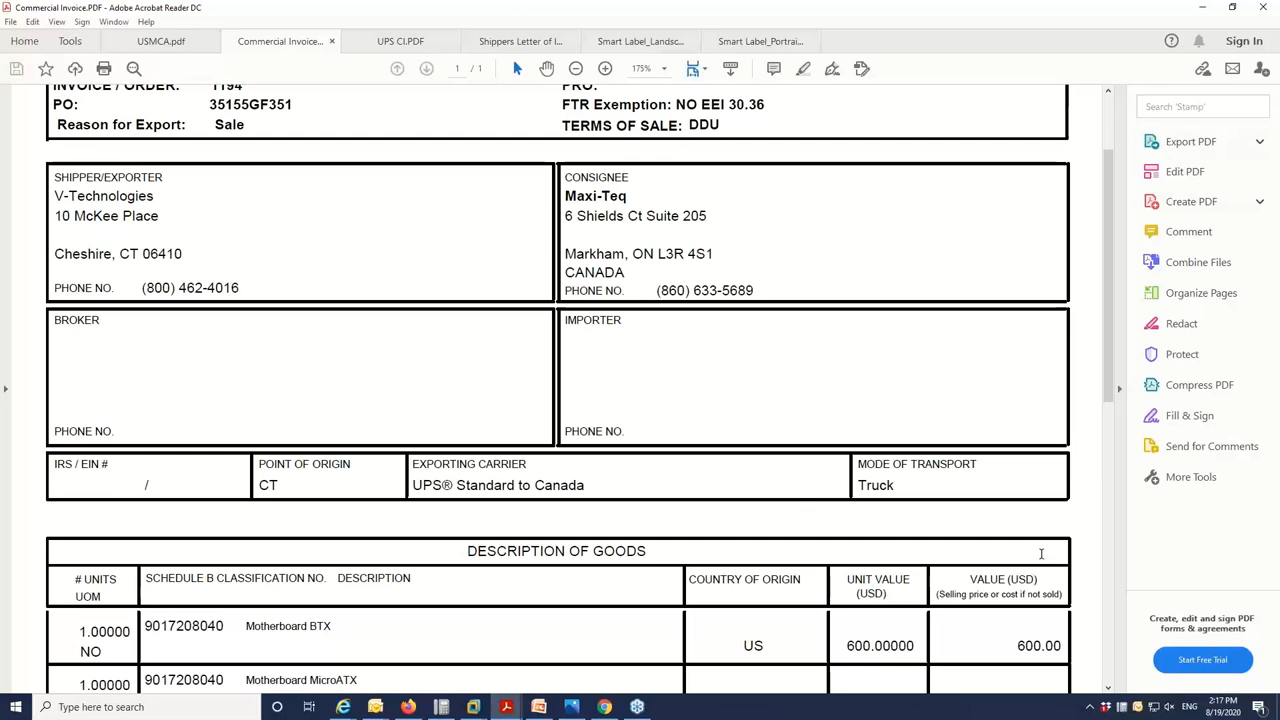 Commercial Invoice.PDF - Adobe Acrobat Reader DC
File Edit View Sign Window Help
Home Tools USMCA.pdf Commercial Invoice... × UPS CI.PDF Shippers Letter of I... Smart Label_Landsc... Smart Label_Portrai... Sign In
1 / 1 175%
INVOICE / ORDER: 1194 PRO:
PO: 35155GF351 FTR Exemption: NO EEI 30.36
Reason for Export: Sale TERMS OF SALE: DDU
SHIPPER/EXPORTER
V-Technologies
10 McKee Place
Cheshire, CT 06410
PHONE NO. (800) 462-4016
CONSIGNEE
Maxi-Teq
6 Shields Ct Suite 205
Markham, ON L3R 4S1
CANADA
PHONE NO. (860) 633-5689
BROKER
PHONE NO.
IMPORTER
PHONE NO.
IRS / EIN # POINT OF ORIGIN EXPORTING CARRIER MODE OF TRANSPORT
/ CT UPS® Standard to Canada Truck
DESCRIPTION OF GOODS
# UNITS
UOM
SCHEDULE B CLASSIFICATION NO. DESCRIPTION
COUNTRY OF ORIGIN
UNIT VALUE
(USD)
VALUE (USD)
(Selling price or cost if not sold)
1.00000
NO
9017208040 Motherboard BTX
US
600.00000
600.00
1.00000
9017208040 Motherboard MicroATX
Search 'Stamp'
Export PDF
Edit PDF
Create PDF
Comment
Combine Files
Organize Pages
Redact
Protect
Compress PDF
Fill & Sign
Send for Comments
More Tools
Create, edit and sign PDF
forms & agreements
Start Free Trial
Type here to search
ENG
2:17 PM
8/19/2020